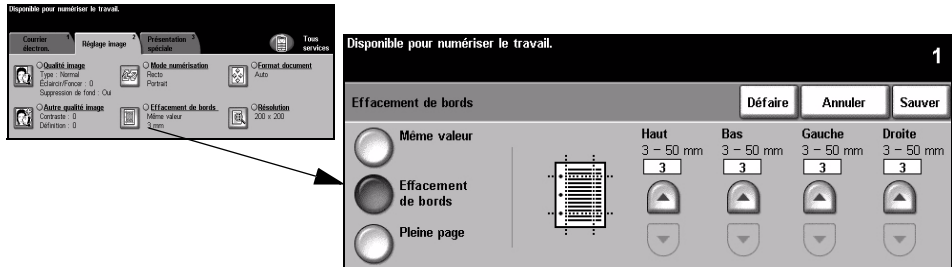 Disponible pour numériser le travail.
Courrier électron. 1
Réglage image 2
Présentation spéciale 3
Tous services
Qualité image
Type : Normal
Éclaircir/Foncer : 0
Suppression de fond : Oui
Mode numérisation
Recto
Portrait
Format document
Auto
Autre qualité image
Contraste : 0
Définition : 0
Effacement de bords
Même valeur
3 mm
Résolution
200 x 200
Disponible pour numériser le travail.
1
Effacement de bords
Défaire
Annuler
Sauver
Même valeur
Effacement
de bords
Pleine page
Haut Bas Gauche Droite
3 – 50 mm 3 – 50 mm 3 – 50 mm 3 – 50 mm
3 3 3 3